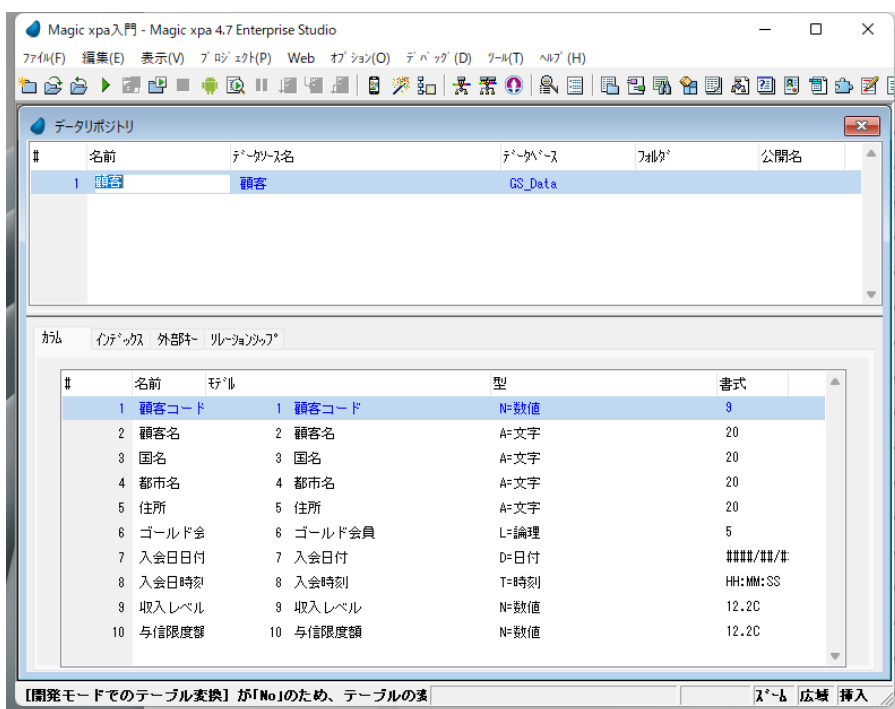 Magic xpa入門 - Magic xpa 4.7 Enterprise Studio
ﾌｧｲﾙ(F) 編集(E) 表示(V) ﾌﾟﾛｼﾞｪｸﾄ(P) Web ｵﾌﾟｼｮﾝ(O) ﾃﾞﾊﾞｯｸﾞ(D) ﾂｰﾙ(T) ﾍﾙﾌﾟ(H)
データリポジトリ
# 名前 ﾃﾞｰﾀｿｰｽ名 ﾃﾞｰﾀﾍﾞｰｽ ﾌｫﾙﾀﾞ 公開名
1 顧客 顧客 GS_Data
ｶﾗﾑ ｲﾝﾃﾞｯｸｽ 外部ｷｰ ﾘﾚｰｼｮﾝｼｯﾌﾟ
# 名前 ﾓﾃﾞﾙ 型 書式
1 顧客コード 1 顧客コード N=数値 9
2 顧客名 2 顧客名 A=文字 20
3 国名 3 国名 A=文字 20
4 都市名 4 都市名 A=文字 20
5 住所 5 住所 A=文字 20
6 ゴールド会 6 ゴールド会員 L=論理 5
7 入会日日付 7 入会日付 D=日付 ####/##/#
8 入会日時刻 8 入会時刻 T=時刻 HH:MM:SS
9 収入レベル 9 収入レベル N=数値 12.2C
10 与信限度額 10 与信限度額 N=数値 12.2C
[開発モードでのテーブル変換] が「No」のため、テーブルの変 ｽﾞｰﾑ 広域 挿入